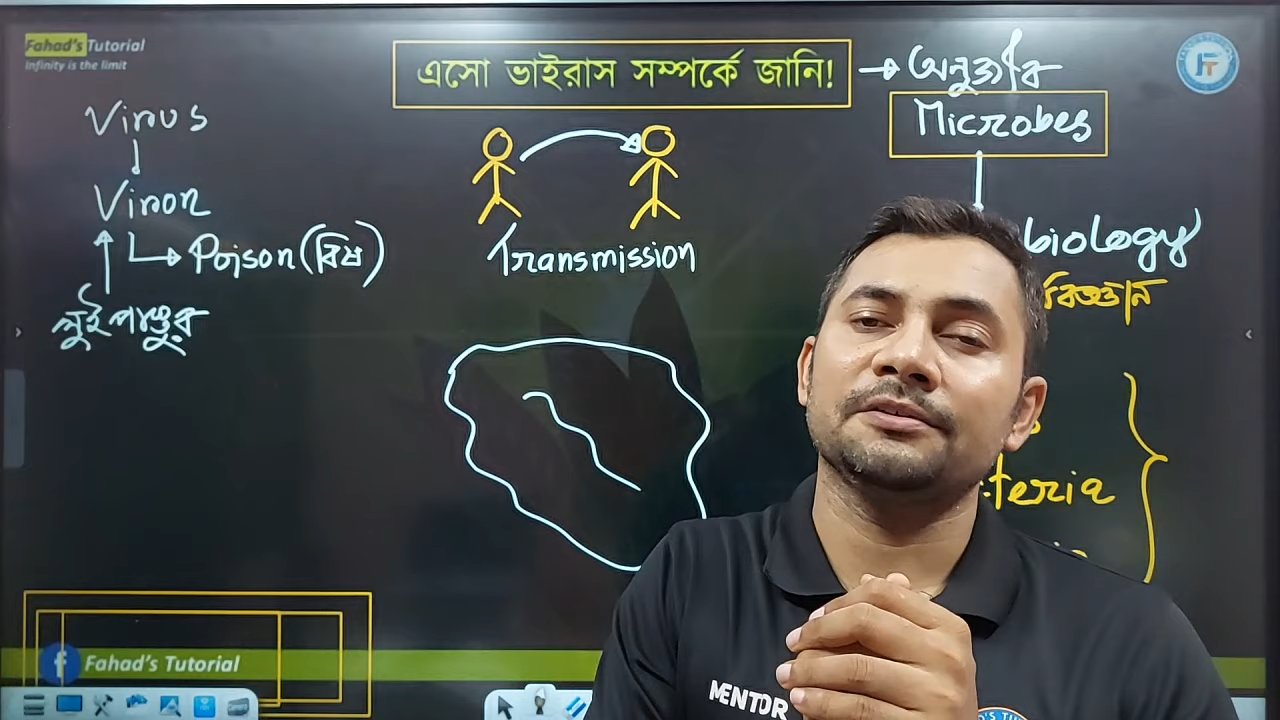 Fahad's Tutorial
Infinity is the limit
এসো ভাইরাস সম্পর্কে জানি!
অনুজীব
Microbes
Virus
Viron
Poison (বিষ)
লুই পাস্তুর
Transmission
biology
teria
Fahad's Tutorial
MENTOR